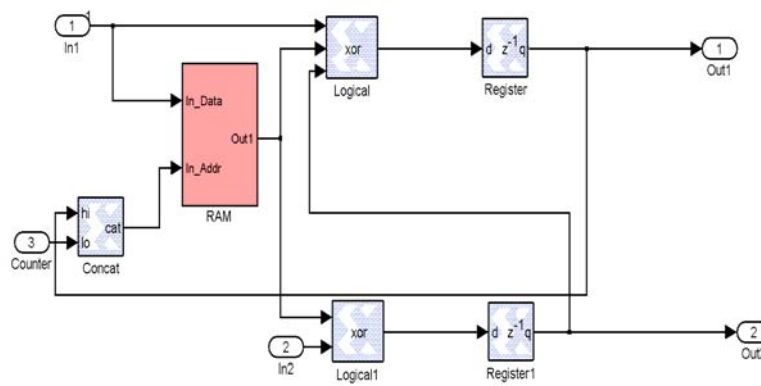 1
1
In1
xor
Logical
d z⁻¹ q
Register
1
Out1
In_Data
Out1
In_Addr
RAM
hi
cat
lo
Concat
3
Counter
2
In2
xor
Logical1
d z⁻¹ q
Register1
2